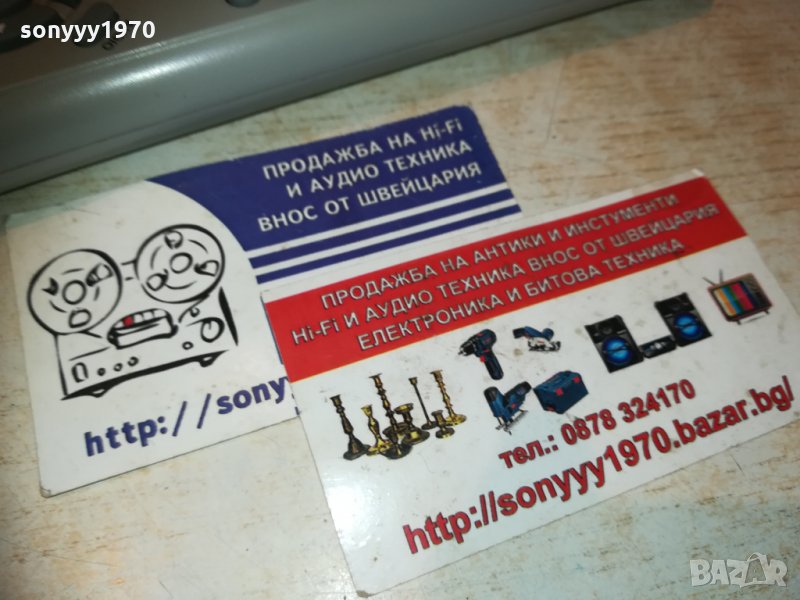 sonyyy1970
ПРОДАЖБА НА Hi-Fi
И АУДИО ТЕХНИКА
ВНОС ОТ ШВЕЙЦАРИЯ
http://sony
ПРОДАЖБА НА АНТИКИ И ИНСТУМЕНТИ
Hi-Fi И АУДИО ТЕХНИКА ВНОС ОТ ШВЕЙЦАРИЯ
ЕЛЕКТРОНИКА И БИТОВА ТЕХНИКА
тел.: 0878 324170
http://sonyyy1970.bazar.bg/
BAZAR